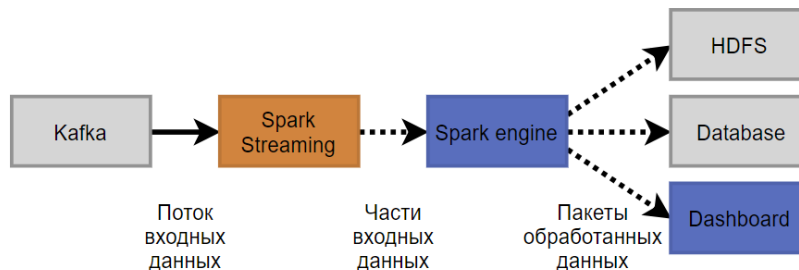 HDFS
Kafka
Spark
Streaming
Spark engine
Database
Dashboard
Поток
входных
данных
Части
входных
данных
Пакеты
обработанных
данных